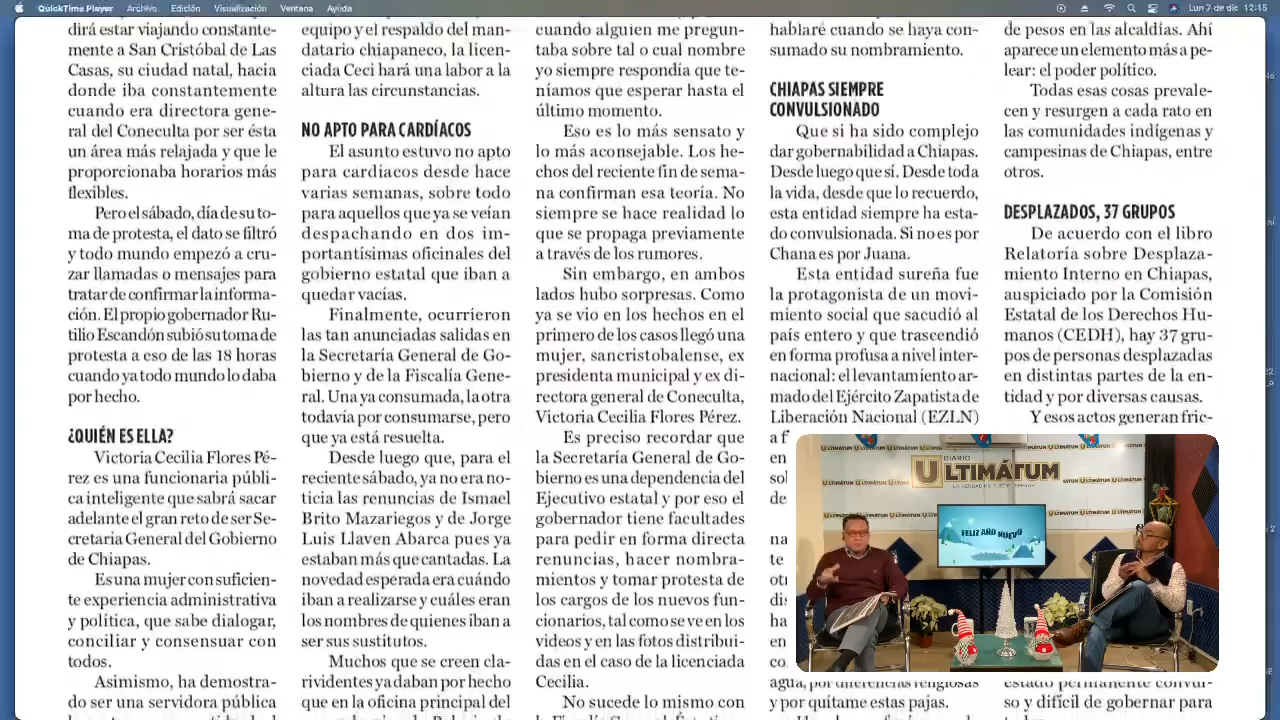 QuickTime Player Archivo Edición Visualización Ventana Ayuda
Lun 7 de dic 12:15
dirá estar viajando constante-
mente a San Cristóbal de Las
Casas, su ciudad natal, hacia
donde iba constantemente
cuando era directora gene-
ral del Coneculta por ser ésta
un área más relajada y que le
proporcionaba horarios más
flexibles.
Pero el sábado, día de su to-
ma de protesta, el dato se filtró
y todo mundo empezó a cru-
zar llamadas o mensajes para
tratar de confirmar la informa-
ción. El propio gobernador Ru-
tilio Escandón subió su toma de
protesta a eso de las 18 horas
cuando ya todo mundo lo daba
por hecho.
¿QUIÉN ES ELLA?
Victoria Cecilia Flores Pé-
rez es una funcionaria públi-
ca inteligente que sabrá sacar
adelante el gran reto de ser Se-
cretaria General del Gobierno
de Chiapas.
Es una mujer con suficien-
te experiencia administrativa
y política, que sabe dialogar,
conciliar y consensuar con
todos.
Asimismo, ha demostra-
do ser una servidora pública
equipo y el respaldo del man-
datario chiapaneco, la licen-
ciada Ceci hará una labor a la
altura las circunstancias.
NO APTO PARA CARDÍACOS
El asunto estuvo no apto
para cardiacos desde hace
varias semanas, sobre todo
para aquellos que ya se veían
despachando en dos im-
portantísimas oficinales del
gobierno estatal que iban a
quedar vacías.
Finalmente, ocurrieron
las tan anunciadas salidas en
la Secretaría General de Go-
bierno y de la Fiscalía Gene-
ral. Una ya consumada, la otra
todavía por consumarse, pero
que ya está resuelta.
Desde luego que, para el
reciente sábado, ya no era no-
ticia las renuncias de Ismael
Brito Mazariegos y de Jorge
Luis Llaven Abarca pues ya
estaban más que cantadas. La
novedad esperada era cuándo
iban a realizarse y cuáles eran
los nombres de quienes iban a
ser sus sustitutos.
Muchos que se creen cla-
rividentes ya daban por hecho
que en la oficina principal del
cuando alguien me pregun-
taba sobre tal o cual nombre
yo siempre respondía que te-
níamos que esperar hasta el
último momento.
Eso es lo más sensato y
lo más aconsejable. Los he-
chos del reciente fin de sema-
na confirman esa teoría. No
siempre se hace realidad lo
que se propaga previamente
a través de los rumores.
Sin embargo, en ambos
lados hubo sorpresas. Como
ya se vio en los hechos en el
primero de los casos llegó una
mujer, sancristobalense, ex
presidenta municipal y ex di-
rectora general de Coneculta,
Victoria Cecilia Flores Pérez.
Es preciso recordar que
la Secretaría General de Go-
bierno es una dependencia del
Ejecutivo estatal y por eso el
gobernador tiene facultades
para pedir en forma directa
renuncias, hacer nombra-
mientos y tomar protesta de
los cargos de los nuevos fun-
cionarios, tal como se ve en los
videos y en las fotos distribui-
das en el caso de la licenciada
Cecilia.
No sucede lo mismo con
hablaré cuando se haya con-
sumado su nombramiento.
CHIAPAS SIEMPRE
CONVULSIONADO
Que si ha sido complejo
dar gobernabilidad a Chiapas.
Desde luego que sí. Desde toda
la vida, desde que lo recuerdo,
esta entidad siempre ha esta-
do convulsionada. Si no es por
Chana es por Juana.
Esta entidad sureña fue
la protagonista de un movi-
miento social que sacudió al
país entero y que trascendió
en forma profusa a nivel inter-
nacional: el levantamiento ar-
mado del Ejército Zapatista de
Liberación Nacional (EZLN)
agua, por diferencias religiosas
y por quítame estas pajas.
de pesos en las alcaldías. Ahí
aparece un elemento más a pe-
lear: el poder político.
Todas esas cosas prevale-
cen y resurgen a cada rato en
las comunidades indígenas y
campesinas de Chiapas, entre
otros.
DESPLAZADOS, 37 GRUPOS
De acuerdo con el libro
Relatoría sobre Desplaza-
miento Interno en Chiapas,
auspiciado por la Comisión
Estatal de los Derechos Hu-
manos (CEDH), hay 37 gru-
pos de personas desplazadas
en distintas partes de la en-
tidad y por diversas causas.
Y esos actos generan fric-
estado permanente convul-
so y difícil de gobernar para
DIARIO
ULTIMÁTUM
LA VERDAD NO PUEDE ESPERAR
FELIZ AÑO NUEVO